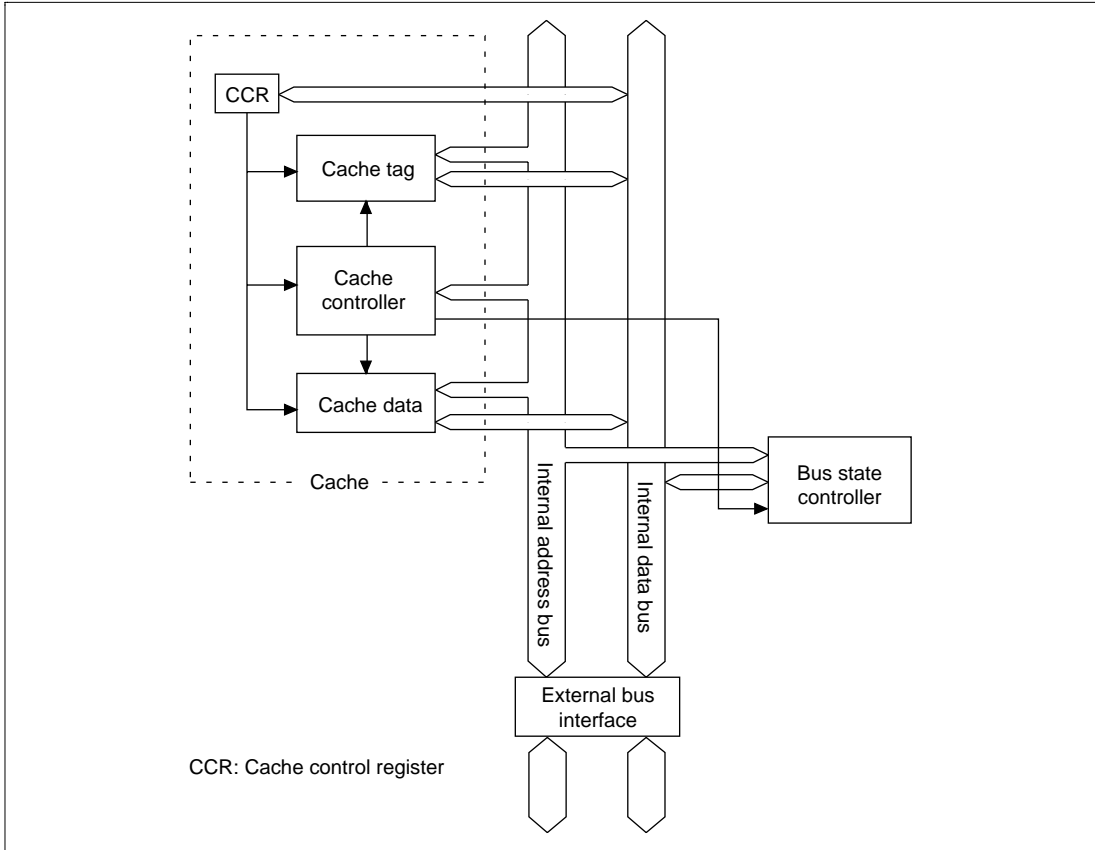 CCR
Cache tag
Cache
controller
Cache data
Cache
Internal address bus
Internal data bus
Bus state
controller
External bus
interface
CCR: Cache control register